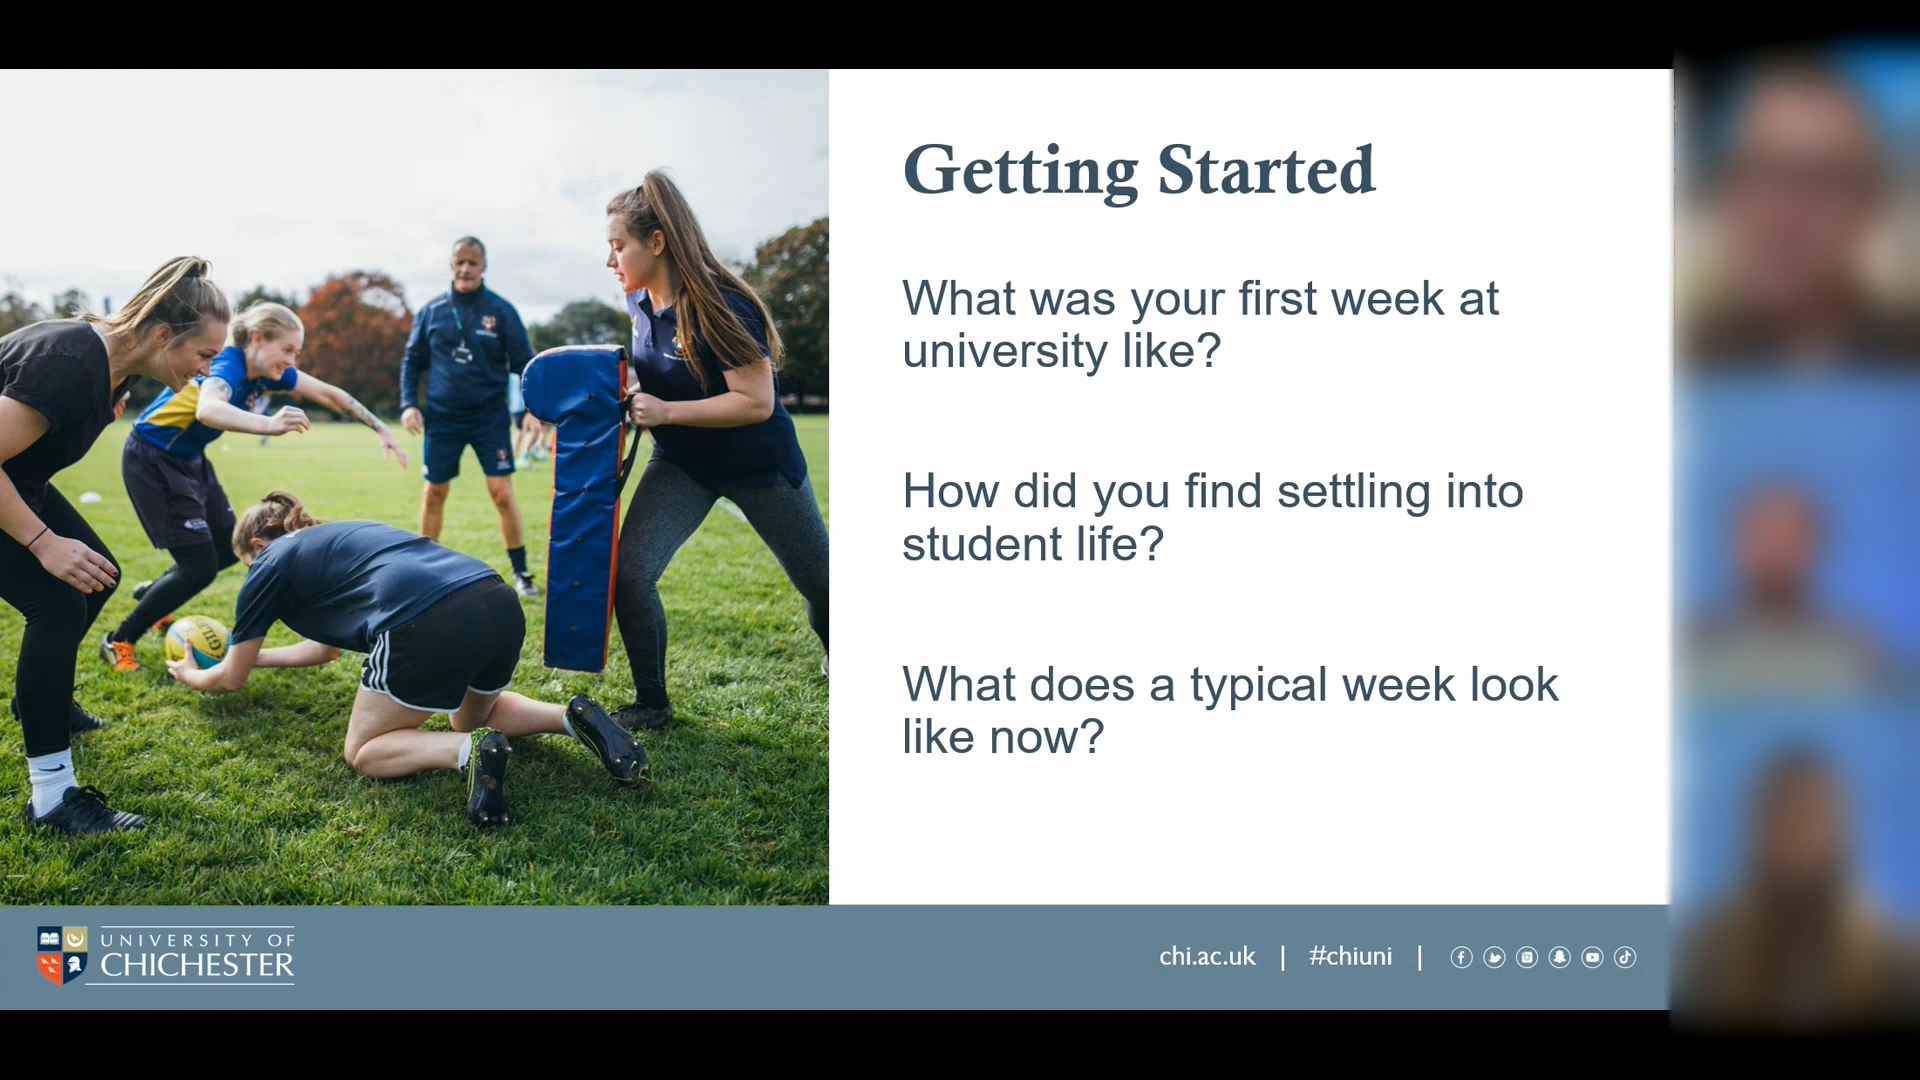 Getting Started
What was your first week at
university like?
How did you find settling into
student life?
What does a typical week look
like now?
GILB
UNIVERSITY OF
CHICHESTER
chi.ac.uk | #chiuni |